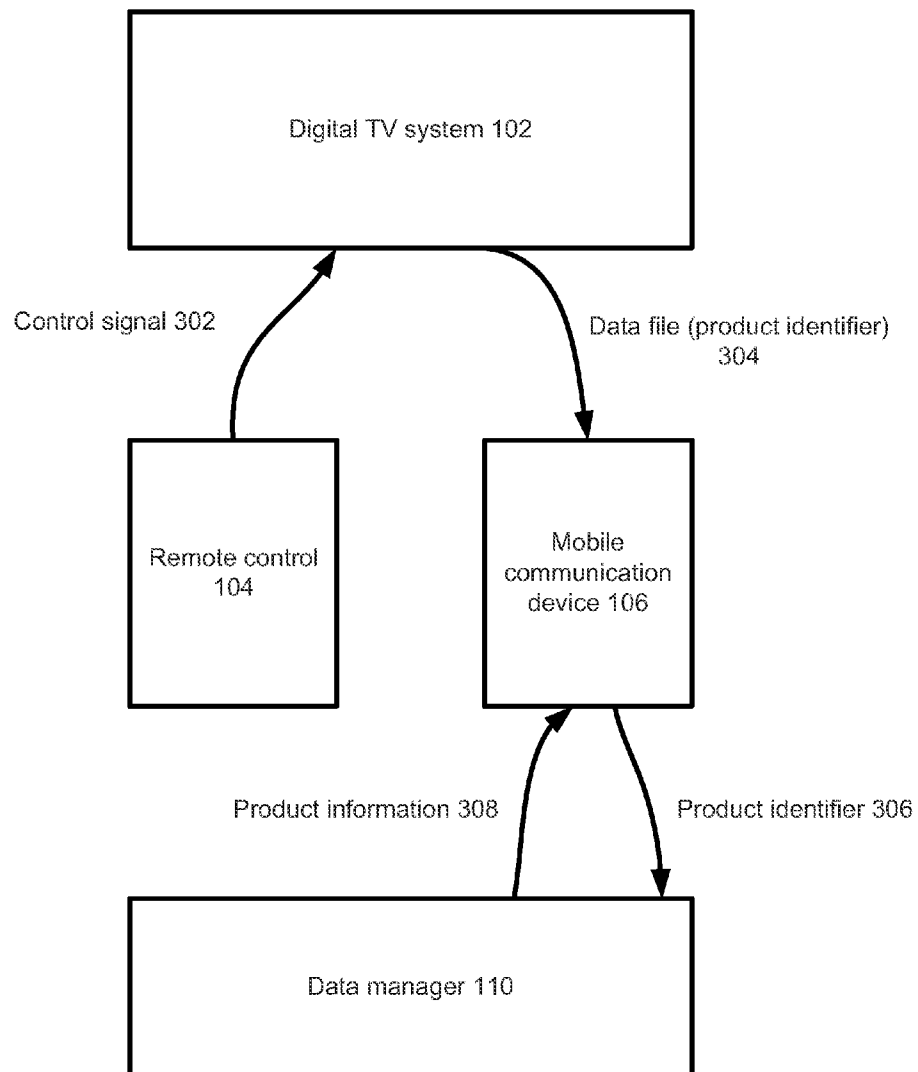 Digital TV system 102
Control signal 302
Data file (product identifier)
304
Remote control
104
Mobile
communication
device 106
Product information 308
Product identifier 306
Data manager 110